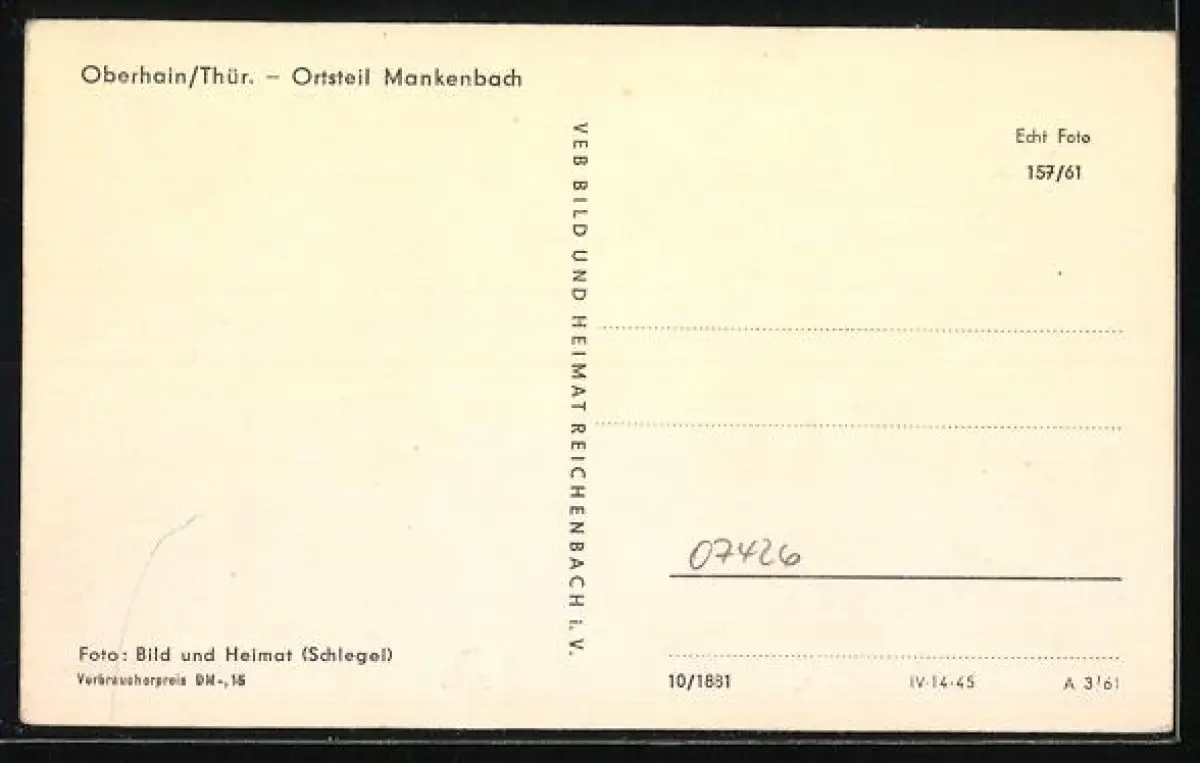 Oberhain/Thür. – Ortsteil Mankenbach
VEB BILD UND HEIMAT REICHENBACH i. V.
Echt Foto
157/61
07426
Foto: Bild und Heimat (Schlegel)
Verbraucherpreis DM -,15
10/1881
IV-14-45
A 3/61